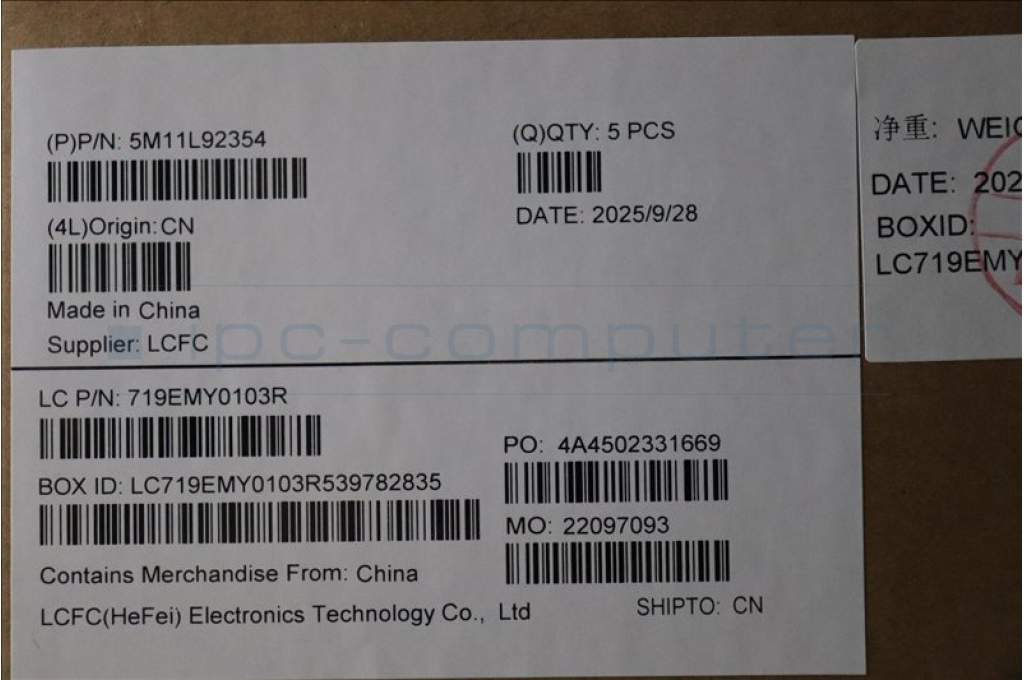 (P)P/N: 5M11L92354
(Q)QTY: 5 PCS
DATE: 2025/9/28
(4L)Origin:CN
Made in China
Supplier: LCFC
LC P/N: 719EMY0103R
BOX ID: LC719EMY0103R539782835
PO: 4A4502331669
MO: 22097093
Contains Merchandise From: China
LCFC(HeFei) Electronics Technology Co., Ltd
SHIPTO: CN
净重:
DATE: 202
BOXID:
LC719EMY
ipc-computer